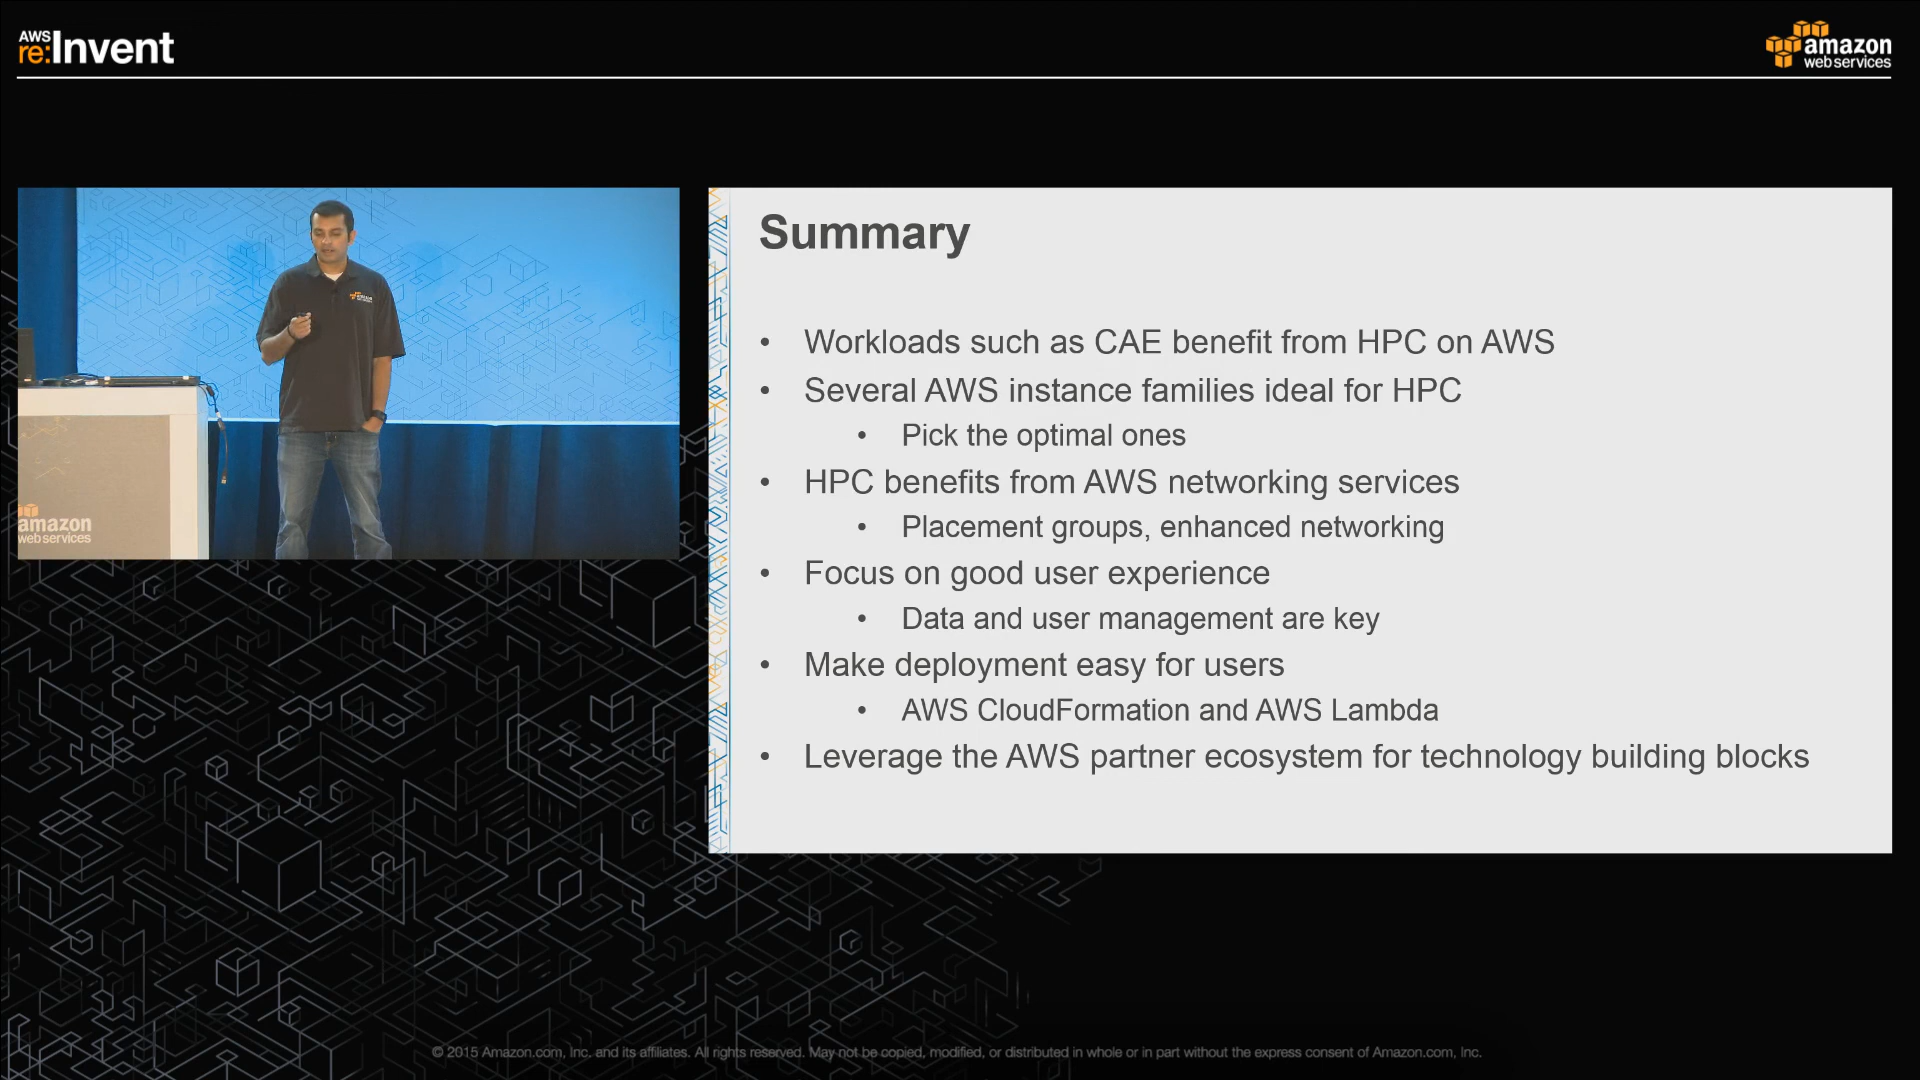 AWS
re:Invent
amazon
web services
Summary
• Workloads such as CAE benefit from HPC on AWS
• Several AWS instance families ideal for HPC
• Pick the optimal ones
• HPC benefits from AWS networking services
• Placement groups, enhanced networking
• Focus on good user experience
• Data and user management are key
• Make deployment easy for users
• AWS CloudFormation and AWS Lambda
• Leverage the AWS partner ecosystem for technology building blocks
amazon
amazon
web services
© 2015 Amazon.com, Inc. and its affiliates. All rights reserved. May not be copied, modified, or distributed in whole or in part without the express consent of Amazon.com, Inc.